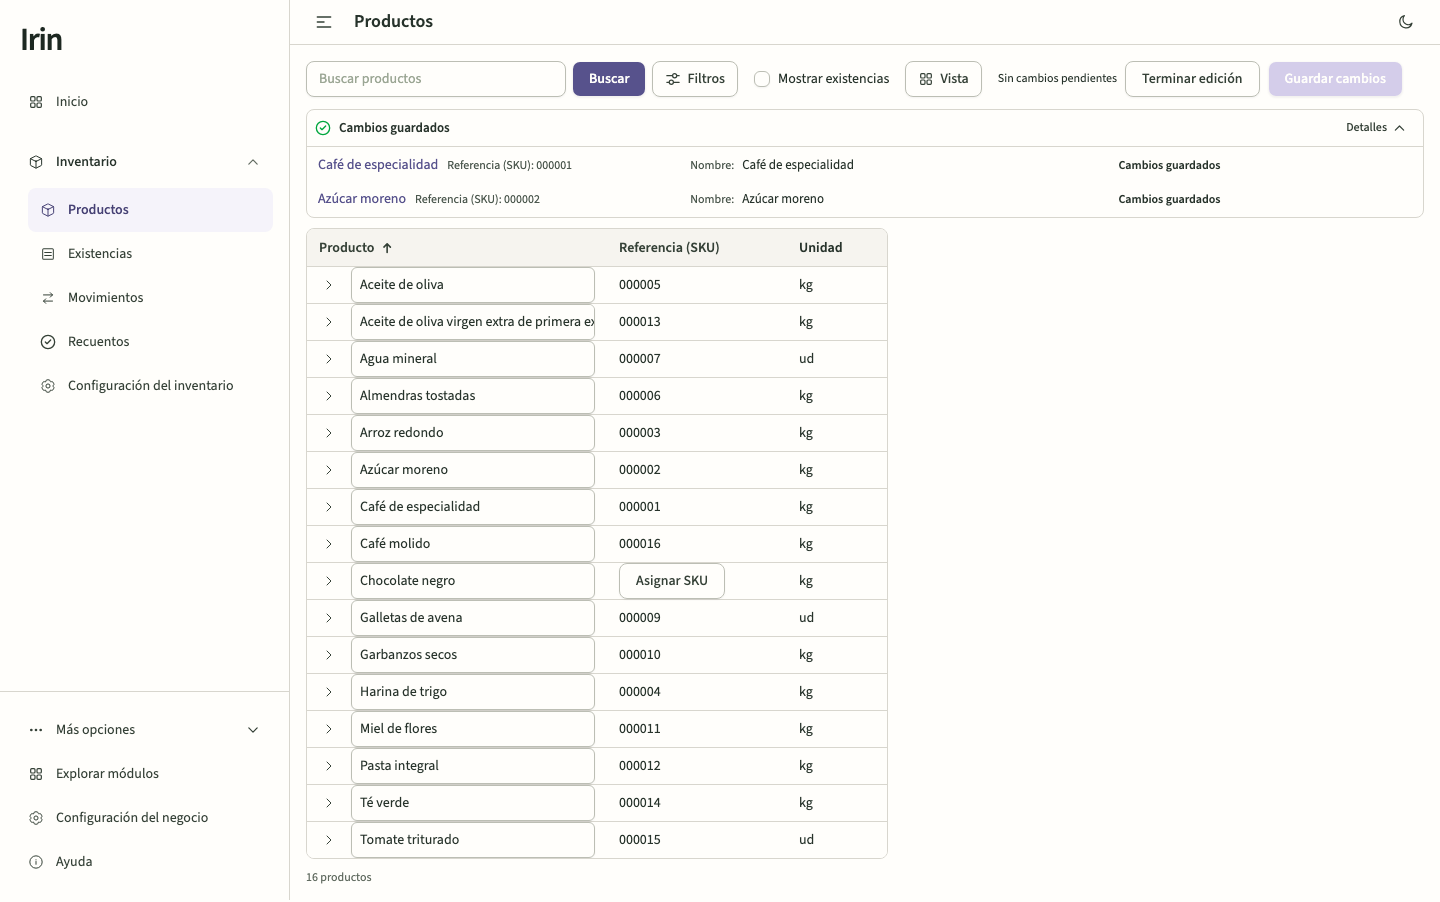 Irin
Productos
Inicio
Inventario
Productos
Existencias
Movimientos
Recuentos
Configuración del inventario
Más opciones
Explorar módulos
Configuración del negocio
Ayuda
Buscar productos Buscar Filtros Mostrar existencias Vista Sin cambios pendientes Terminar edición Guardar cambios
Cambios guardados Detalles
Café de especialidad Referencia (SKU): 000001 Nombre: Café de especialidad Cambios guardados
Azúcar moreno Referencia (SKU): 000002 Nombre: Azúcar moreno Cambios guardados
Producto Referencia (SKU) Unidad
Aceite de oliva 000005 kg
Aceite de oliva virgen extra de primera ex 000013 kg
Agua mineral 000007 ud
Almendras tostadas 000006 kg
Arroz redondo 000003 kg
Azúcar moreno 000002 kg
Café de especialidad 000001 kg
Café molido 000016 kg
Chocolate negro Asignar SKU kg
Galletas de avena 000009 ud
Garbanzos secos 000010 kg
Harina de trigo 000004 kg
Miel de flores 000011 kg
Pasta integral 000012 kg
Té verde 000014 kg
Tomate triturado 000015 ud
16 productos